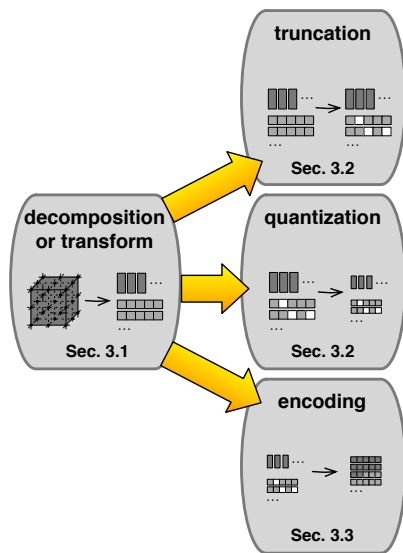 truncation
... ...
...
Sec. 3.2
decomposition
or transform
...
...
Sec. 3.1
quantization
... ...
... ...
Sec. 3.2
encoding
...
... ...
Sec. 3.3